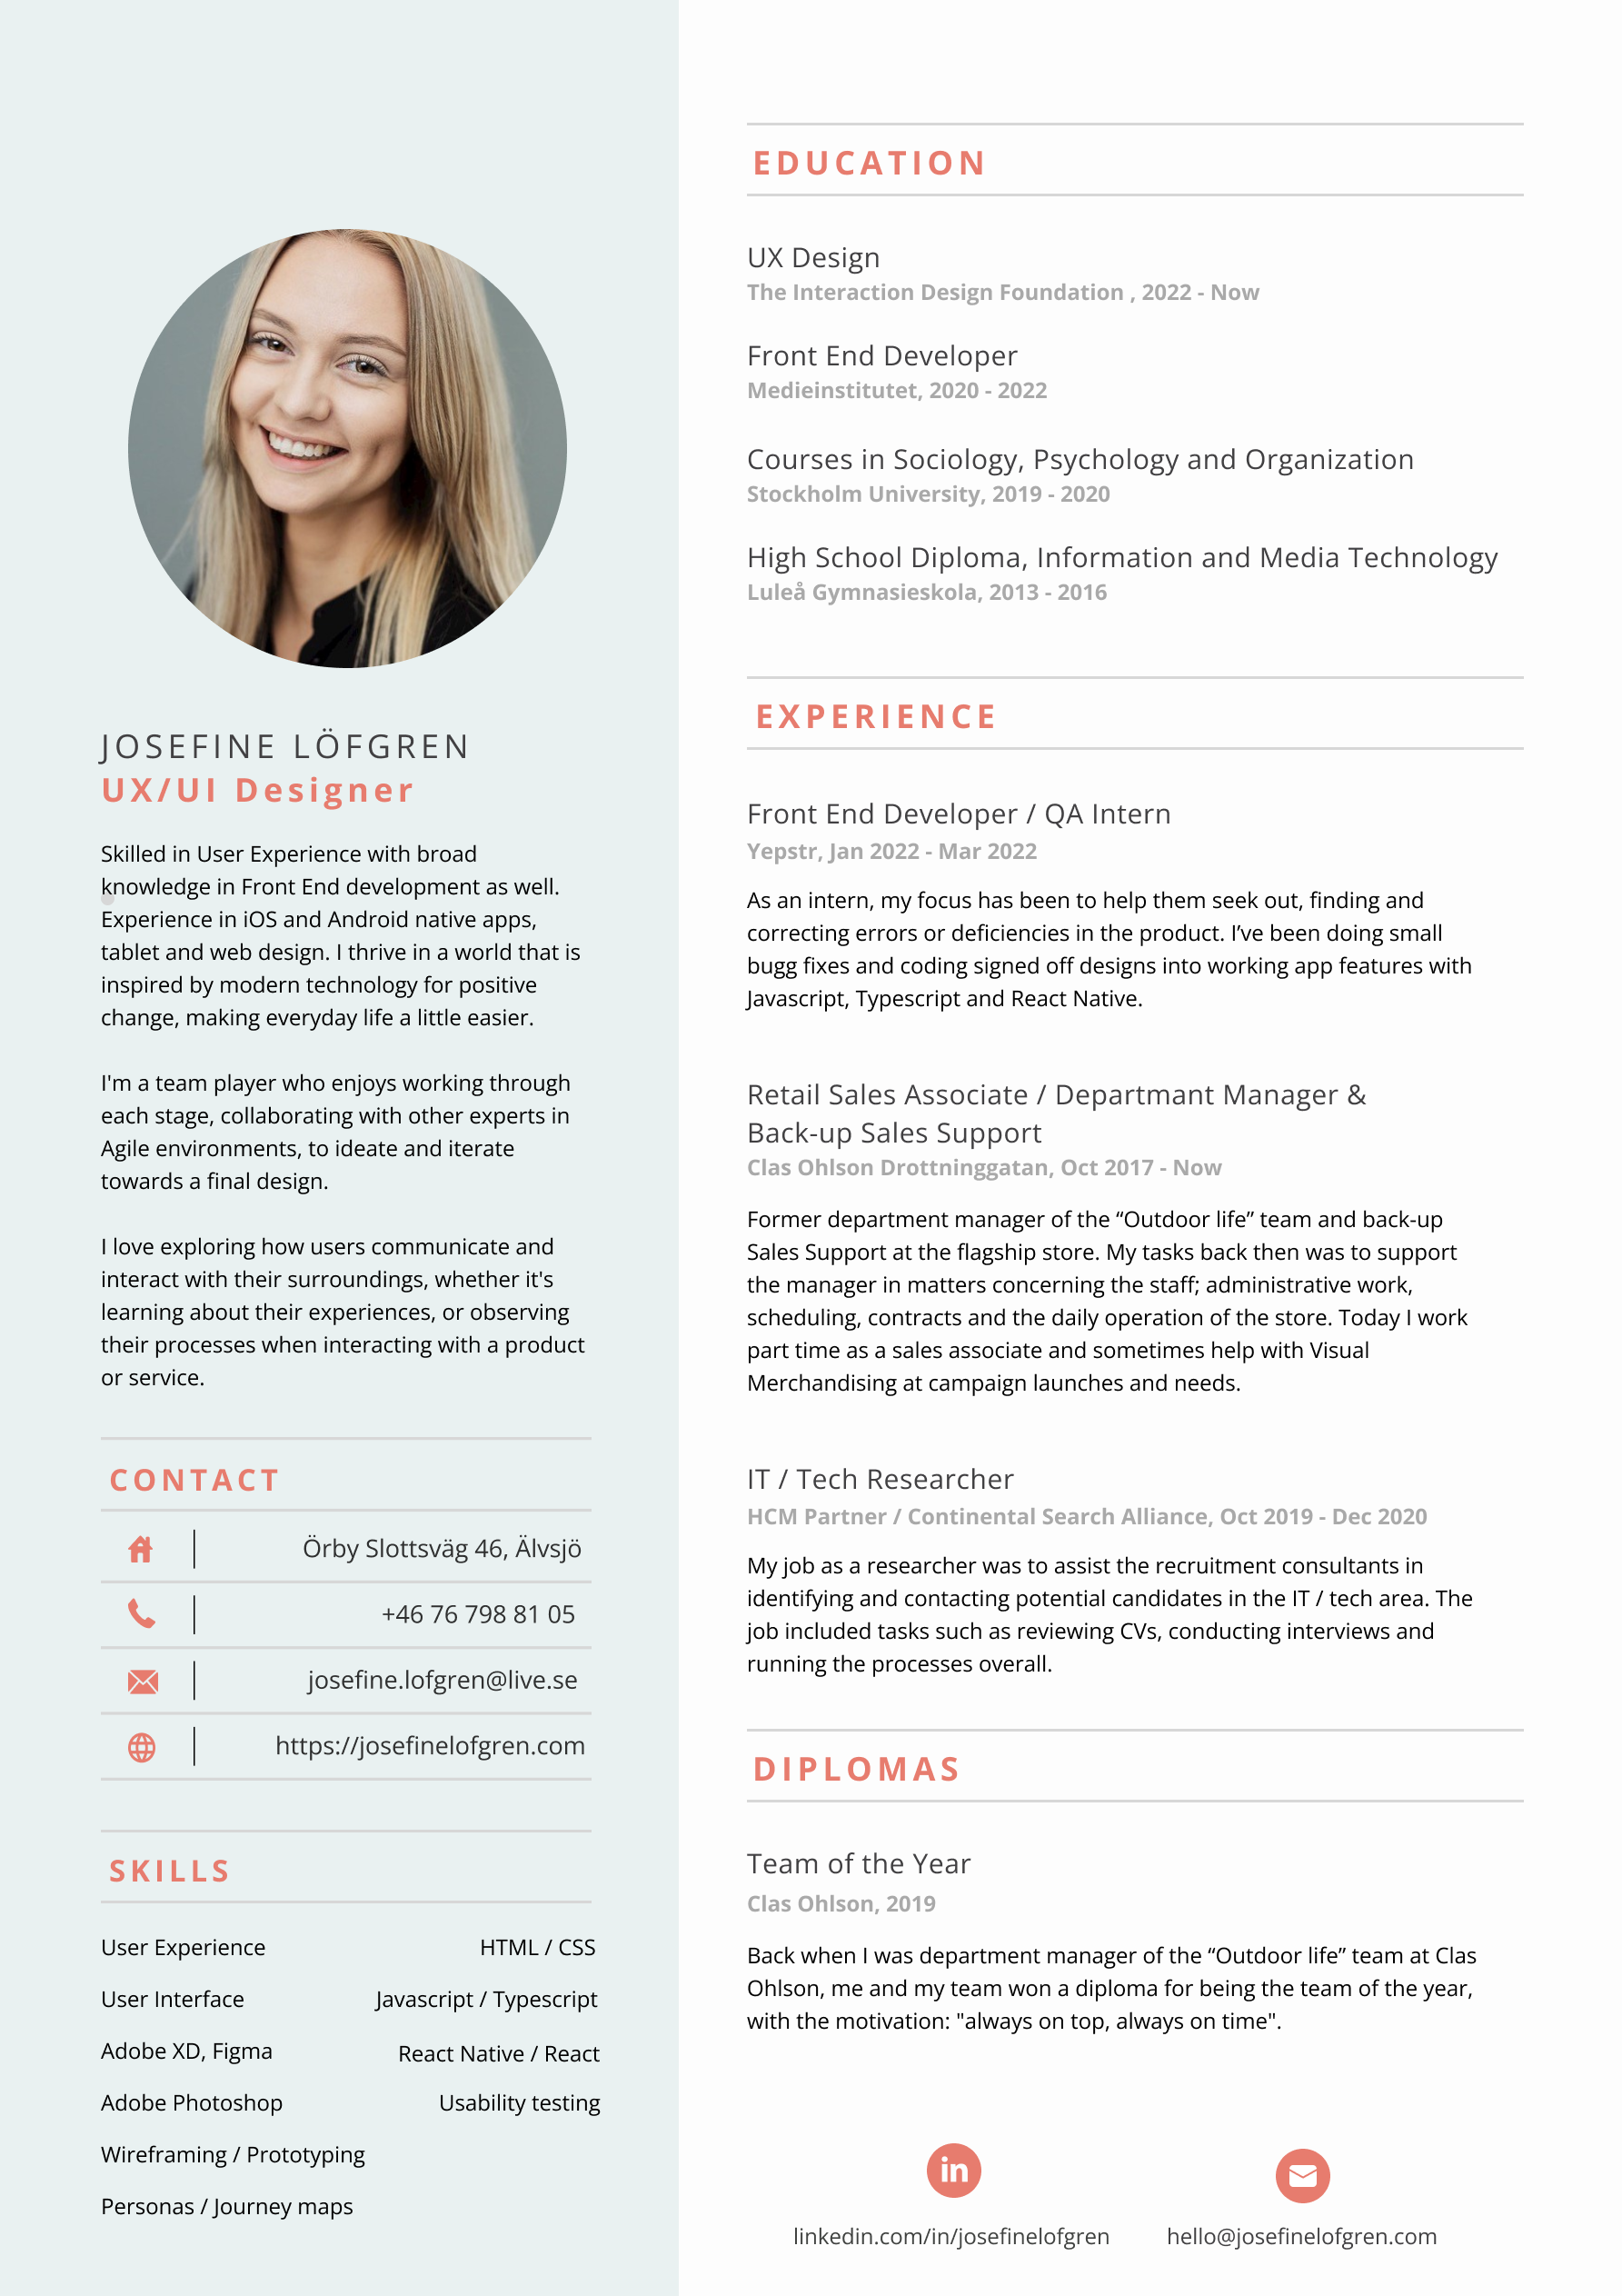 JOSEFINE LÖFGREN
UX/UI Designer
Skilled in User Experience with broad
knowledge in Front End development as well.
Experience in iOS and Android native apps,
tablet and web design. I thrive in a world that is
inspired by modern technology for positive
change, making everyday life a little easier.
I'm a team player who enjoys working through
each stage, collaborating with other experts in
Agile environments, to ideate and iterate
towards a final design.
I love exploring how users communicate and
interact with their surroundings, whether it's
learning about their experiences, or observing
their processes when interacting with a product
or service.
CONTACT
Örby Slottsväg 46, Älvsjö
+46 76 798 81 05
josefine.lofgren@live.se
https://josefinelofgren.com
SKILLS
User Experience HTML / CSS
User Interface Javascript / Typescript
Adobe XD, Figma React Native / React
Adobe Photoshop Usability testing
Wireframing / Prototyping
Personas / Journey maps
EDUCATION
UX Design
The Interaction Design Foundation , 2022 - Now
Front End Developer
Medieinstitutet, 2020 - 2022
Courses in Sociology, Psychology and Organization
Stockholm University, 2019 - 2020
High School Diploma, Information and Media Technology
Luleå Gymnasieskola, 2013 - 2016
EXPERIENCE
Front End Developer / QA Intern
Yepstr, Jan 2022 - Mar 2022
As an intern, my focus has been to help them seek out, finding and
correcting errors or deficiencies in the product. I’ve been doing small
bugg fixes and coding signed off designs into working app features with
Javascript, Typescript and React Native.
Retail Sales Associate / Departmant Manager &
Back-up Sales Support
Clas Ohlson Drottninggatan, Oct 2017 - Now
Former department manager of the “Outdoor life” team and back-up
Sales Support at the flagship store. My tasks back then was to support
the manager in matters concerning the staff; administrative work,
scheduling, contracts and the daily operation of the store. Today I work
part time as a sales associate and sometimes help with Visual
Merchandising at campaign launches and needs.
IT / Tech Researcher
HCM Partner / Continental Search Alliance, Oct 2019 - Dec 2020
My job as a researcher was to assist the recruitment consultants in
identifying and contacting potential candidates in the IT / tech area. The
job included tasks such as reviewing CVs, conducting interviews and
running the processes overall.
DIPLOMAS
Team of the Year
Clas Ohlson, 2019
Back when I was department manager of the “Outdoor life” team at Clas
Ohlson, me and my team won a diploma for being the team of the year,
with the motivation: "always on top, always on time".
in
linkedin.com/in/josefinelofgren hello@josefinelofgren.com